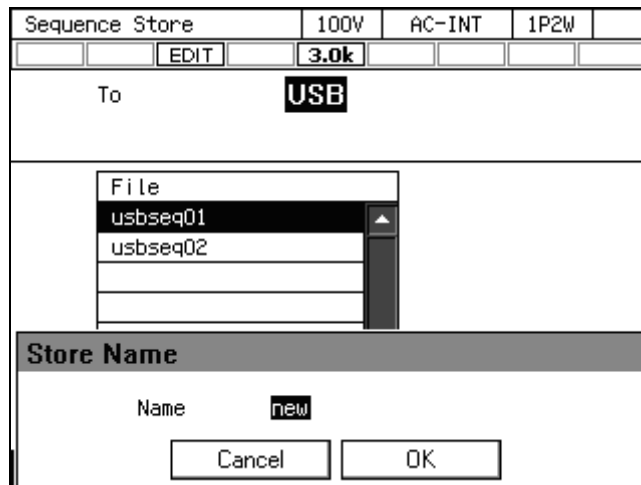 Sequence Store 100V AC-INT 1P2W
EDIT 3.0k
To USB
File
usbseq01
usbseq02
Store Name
Name new
Cancel OK